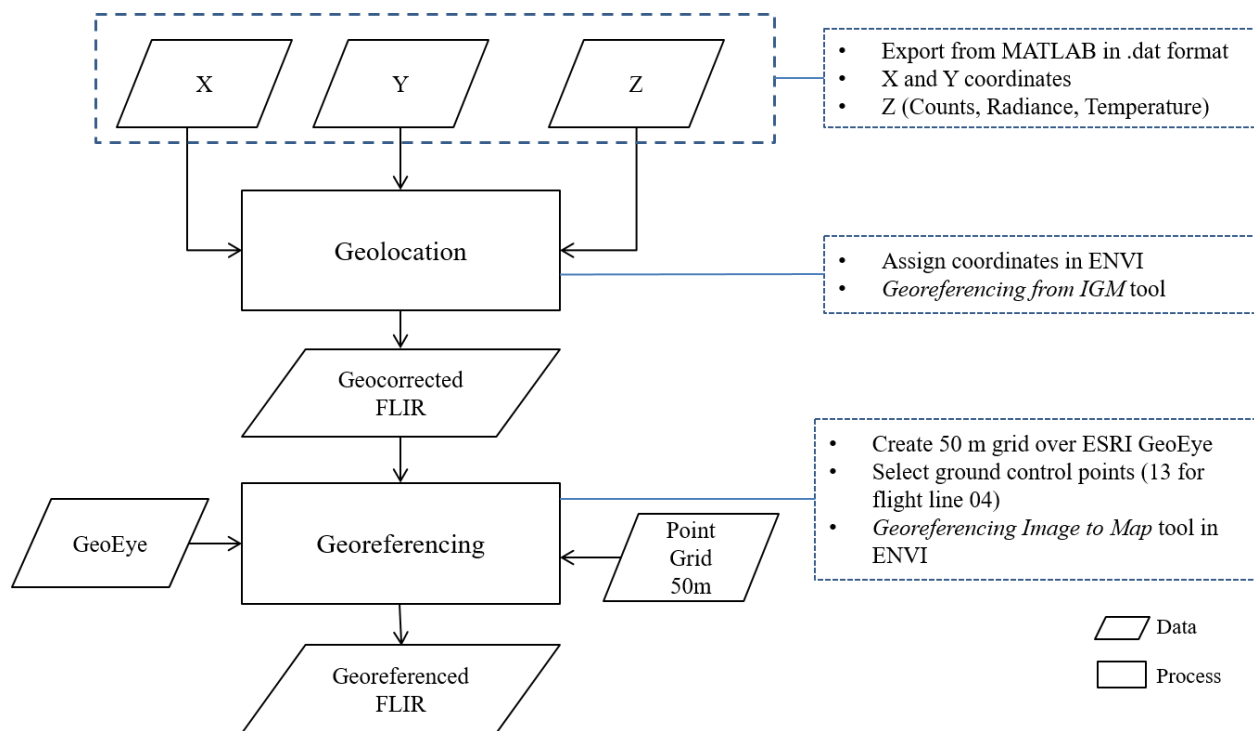 X
Y
Z
• Export from MATLAB in .dat format
• X and Y coordinates
• Z (Counts, Radiance, Temperature)
Geolocation
• Assign coordinates in ENVI
• Georeferencing from IGM tool
Geocorrected
FLIR
• Create 50 m grid over ESRI GeoEye
• Select ground control points (13 for
flight line 04)
• Georeferencing Image to Map tool in
ENVI
GeoEye
Georeferencing
Point
Grid
50m
Georeferenced
FLIR
Data
Process